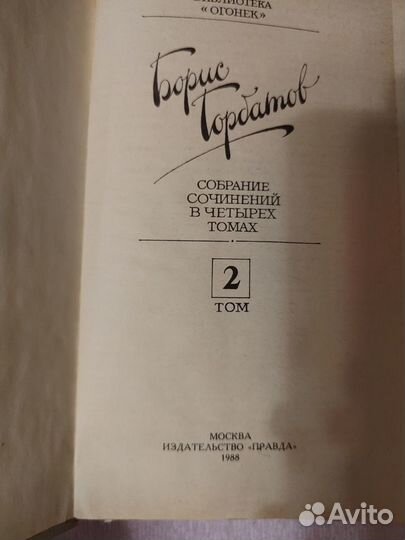 БИБЛИОТЕКА
«ОГОНЕК»
Борис
Горбатов
СОБРАНИЕ
СОЧИНЕНИЙ
В ЧЕТЫРЕХ
ТОМАХ
2
ТОМ
МОСКВА
ИЗДАТЕЛЬСТВО «ПРАВДА»
1988
Avito